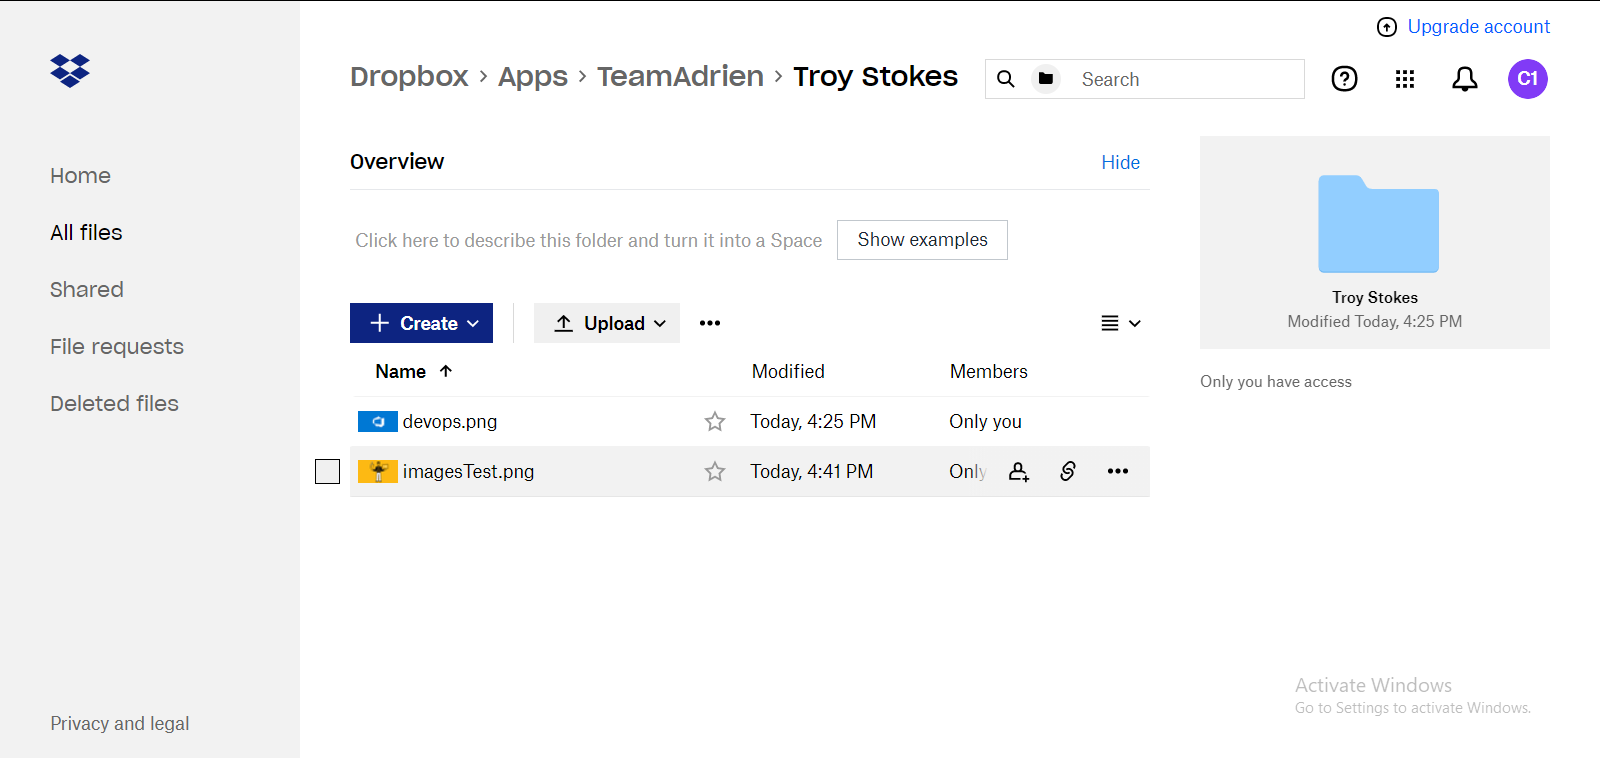 Upgrade account
Dropbox › Apps › TeamAdrien › Troy Stokes
Search
C1
Home
All files
Shared
File requests
Deleted files
Privacy and legal
Overview
Hide
Click here to describe this folder and turn it into a Space
Show examples
Create
Upload
Name Modified Members
devops.png Today, 4:25 PM Only you
imagesTest.png Today, 4:41 PM Only
Troy Stokes
Modified Today, 4:25 PM
Only you have access
Activate Windows
Go to Settings to activate Windows.